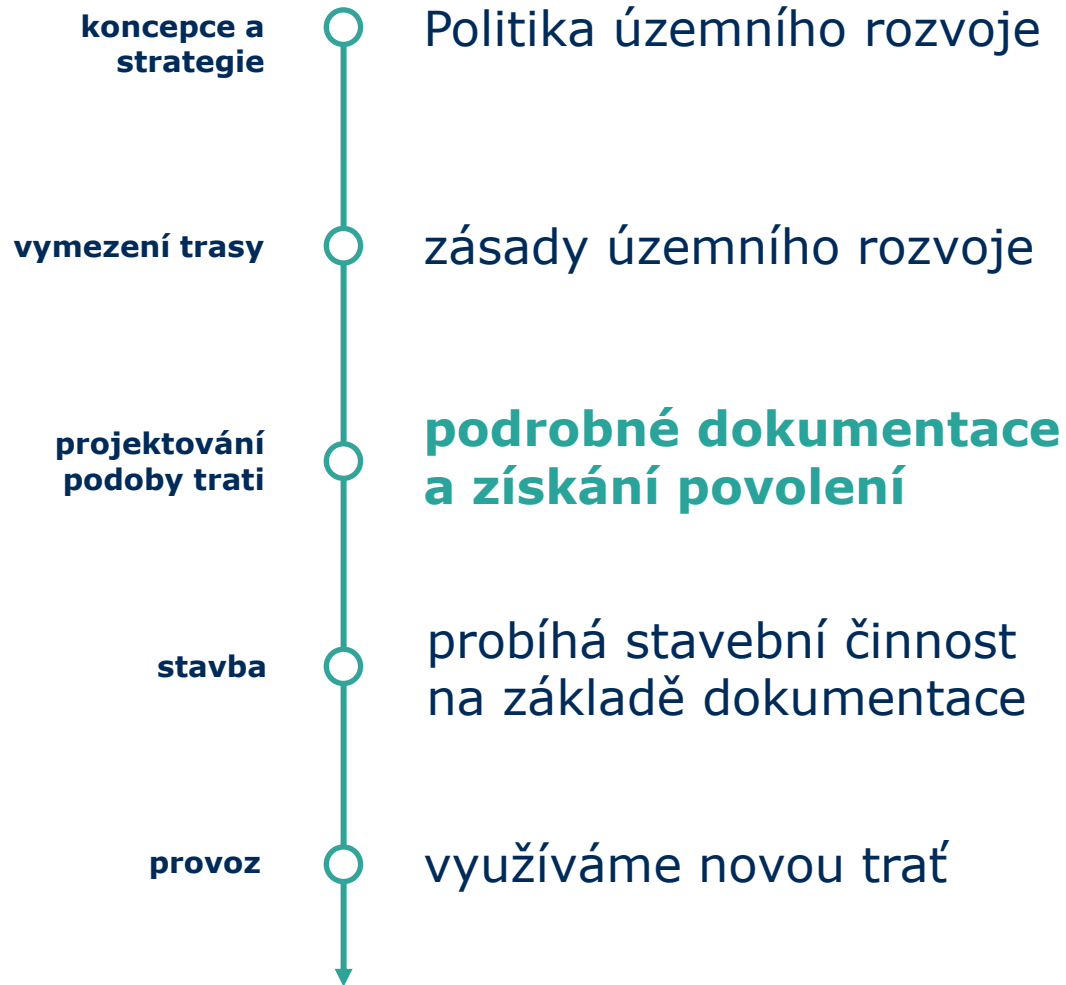 koncepce a
strategie
Politika územního rozvoje
vymezení trasy
zásady územního rozvoje
projektování
podoby trati
podrobné dokumentace
a získání povolení
stavba
probíhá stavební činnost
na základě dokumentace
provoz
využíváme novou trať